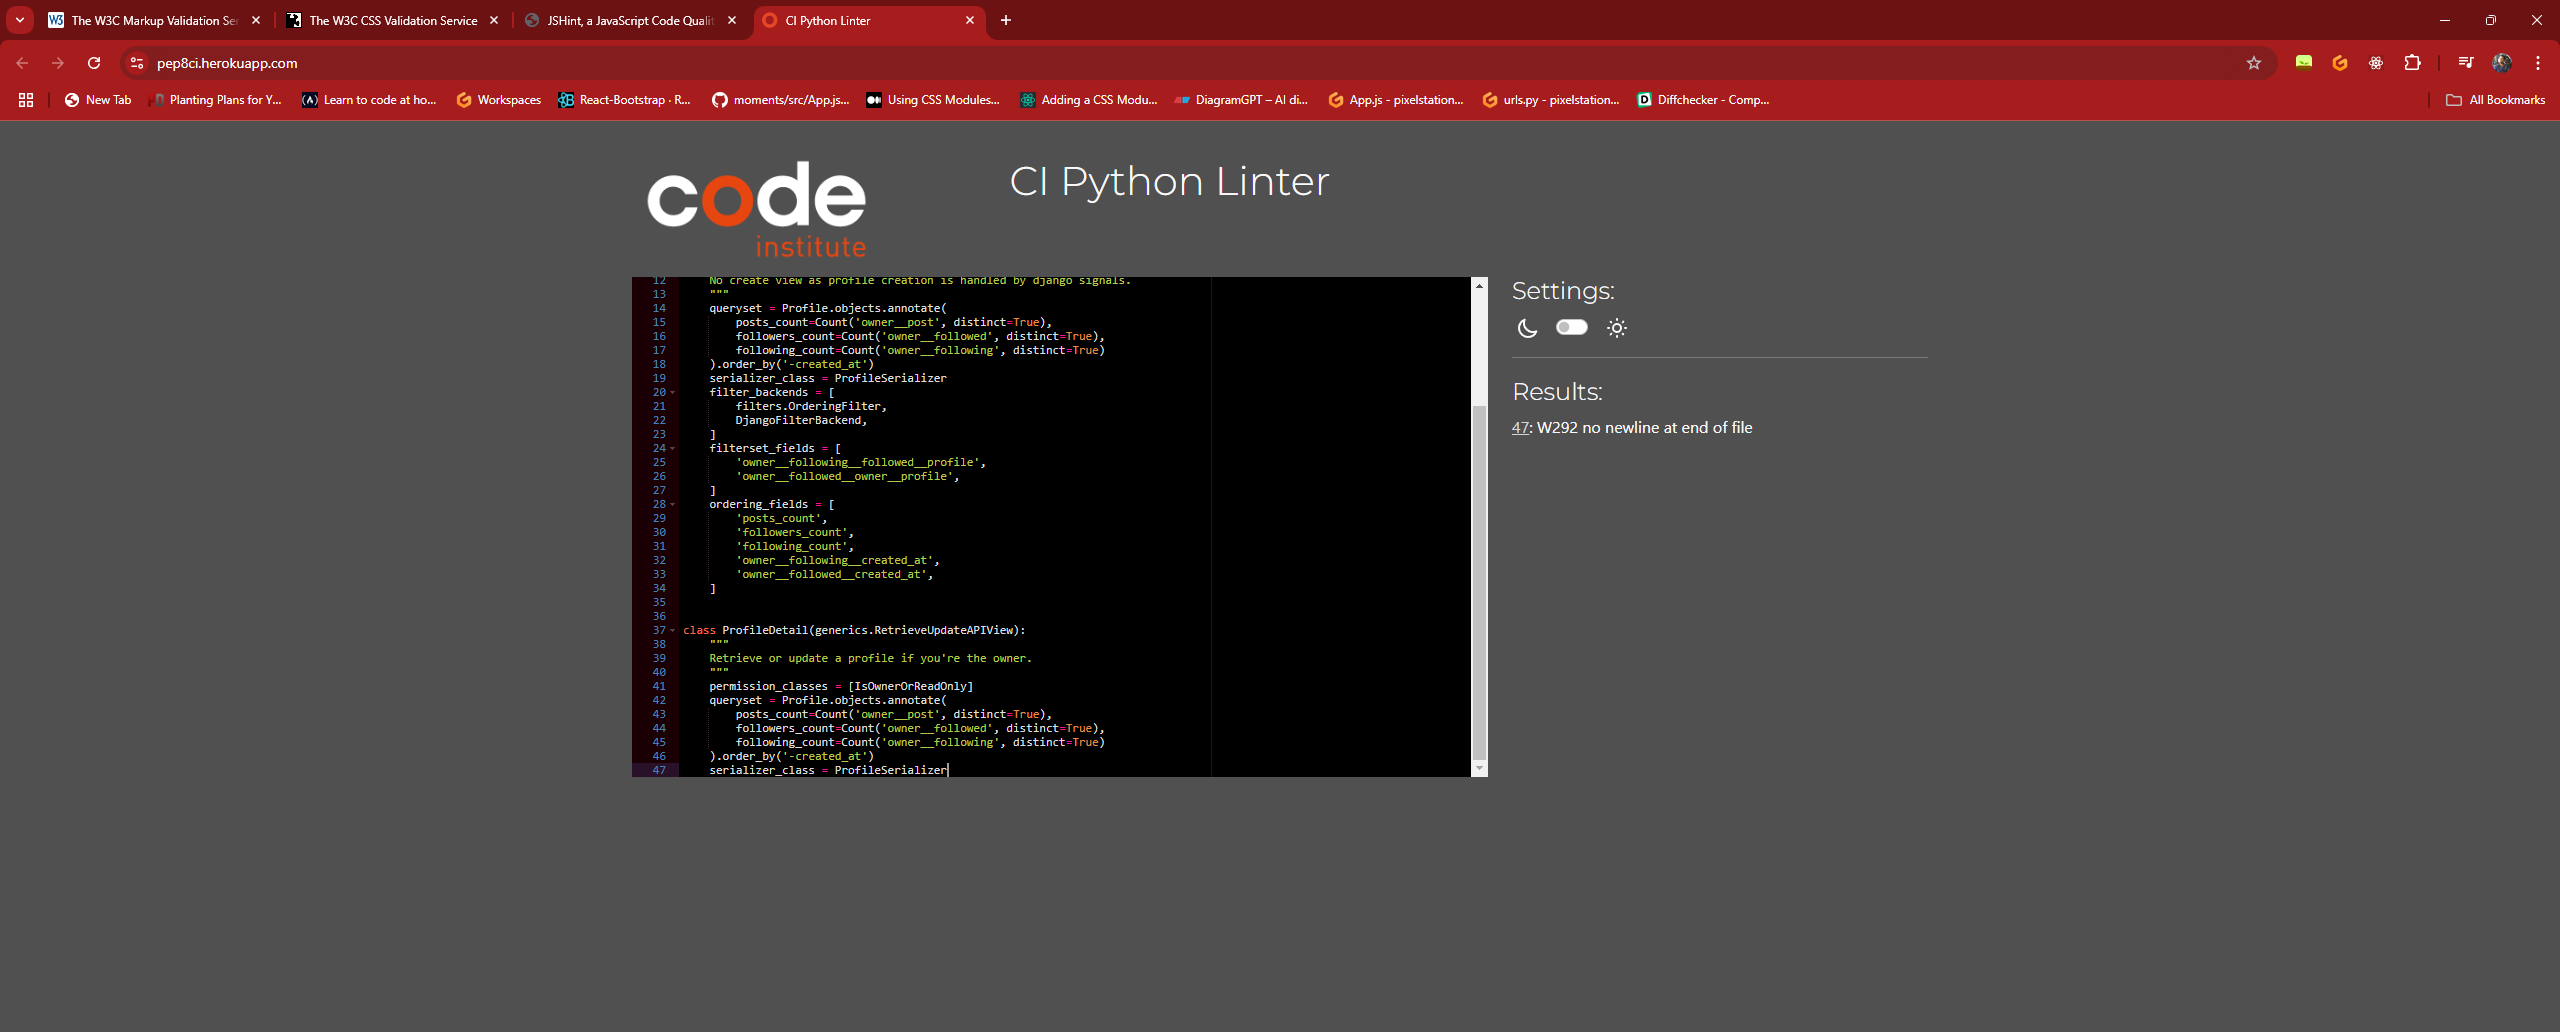 The W3C Markup Validation Se
The W3C CSS Validation Service
JSHint, a JavaScript Code Qualit
CI Python Linter
pep8ci.herokuapp.com
New Tab
Planting Plans for Y...
Learn to code at ho...
Workspaces
React-Bootstrap · R...
moments/src/App.js...
Using CSS Modules...
Adding a CSS Modu...
DiagramGPT – AI di...
App.js - pixelstation...
urls.py - pixelstation...
Diffchecker - Comp...
All Bookmarks
code
institute
CI Python Linter
12 No create view as profile creation is handled by django signals.
13 """
14 queryset = Profile.objects.annotate(
15 posts_count=Count('owner__post', distinct=True),
16 followers_count=Count('owner__followed', distinct=True),
17 following_count=Count('owner__following', distinct=True)
18 ).order_by('-created_at')
19 serializer_class = ProfileSerializer
20 filter_backends = [
21 filters.OrderingFilter,
22 DjangoFilterBackend,
23 ]
24 filterset_fields = [
25 'owner__following__followed__profile',
26 'owner__followed__owner__profile',
27 ]
28 ordering_fields = [
29 'posts_count',
30 'followers_count',
31 'following_count',
32 'owner__following__created_at',
33 'owner__followed__created_at',
34 ]
35
36
37 class ProfileDetail(generics.RetrieveUpdateAPIView):
38 """
39 Retrieve or update a profile if you're the owner.
40 """
41 permission_classes = [IsOwnerOrReadOnly]
42 queryset = Profile.objects.annotate(
43 posts_count=Count('owner__post', distinct=True),
44 followers_count=Count('owner__followed', distinct=True),
45 following_count=Count('owner__following', distinct=True)
46 ).order_by('-created_at')
47 serializer_class = ProfileSerializer
Settings:
Results:
47: W292 no newline at end of file